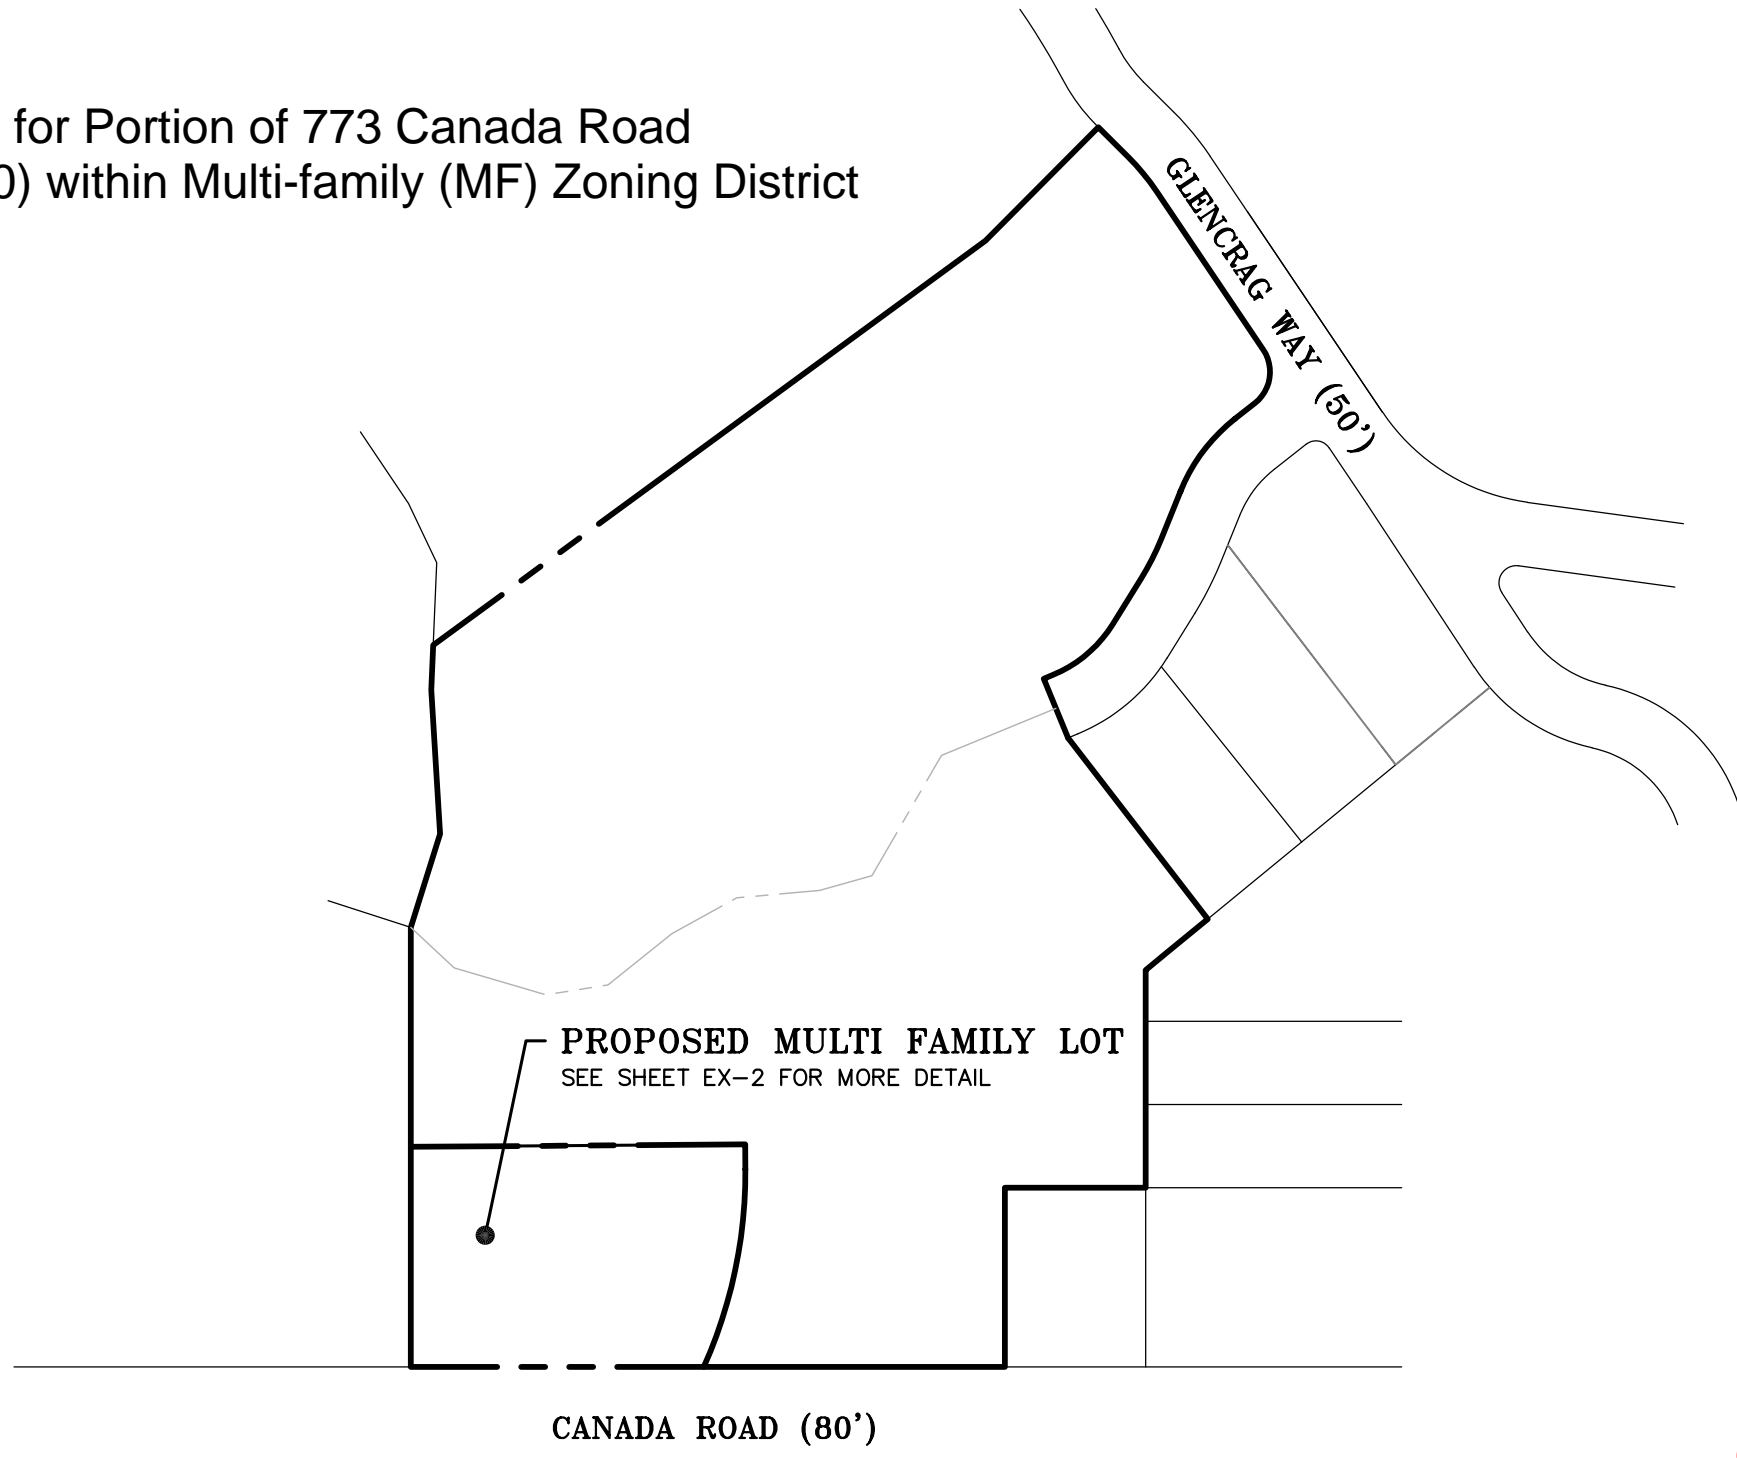 for Portion of 773 Canada Road
0) within Multi-family (MF) Zoning District
GLENCRAG WAY (50')
PROPOSED MULTI FAMILY LOT
SEE SHEET EX-2 FOR MORE DETAIL
CANADA ROAD (80')